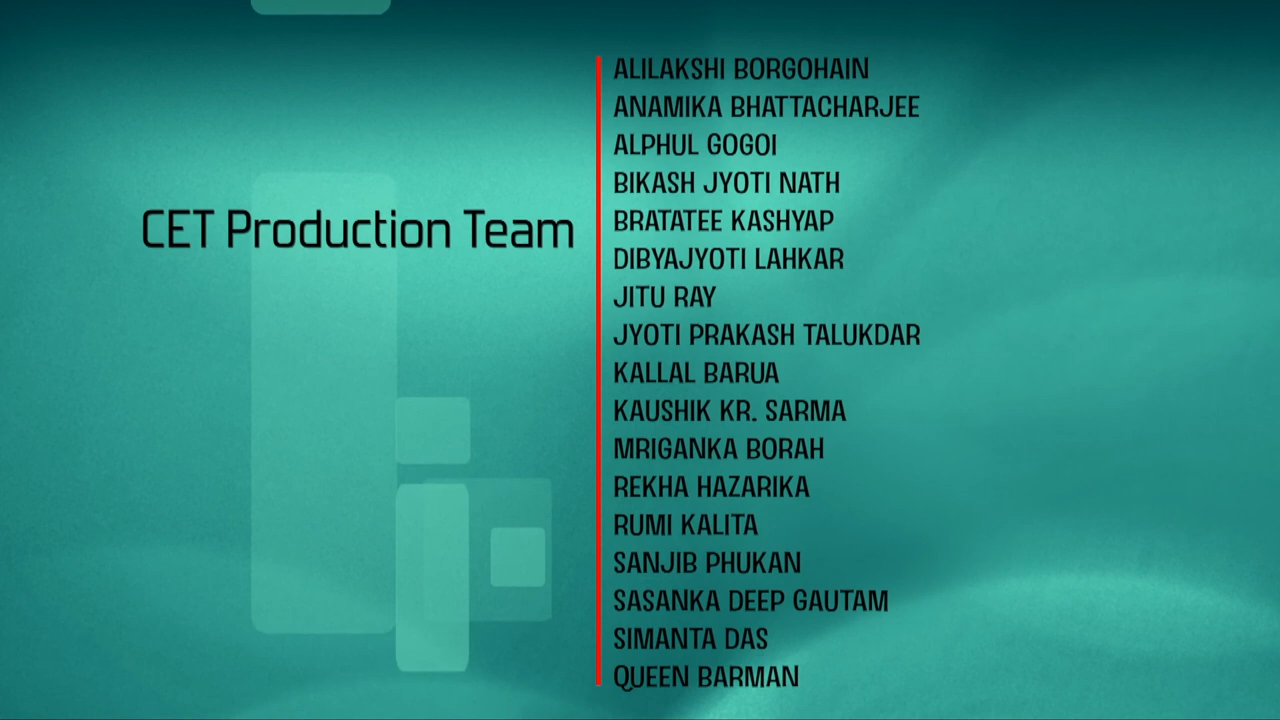 CET Production Team
ALILAKSHI BORGOHAIN
ANAMIKA BHATTACHARJEE
ALPHUL GOGOI
BIKASH JYOTI NATH
BRATATEE KASHYAP
DIBYAJYOTI LAHKAR
JITU RAY
JYOTI PRAKASH TALUKDAR
KALLAL BARUA
KAUSHIK KR. SARMA
MRIGANKA BORAH
REKHA HAZARIKA
RUMI KALITA
SANJIB PHUKAN
SASANKA DEEP GAUTAM
SIMANTA DAS
QUEEN BARMAN